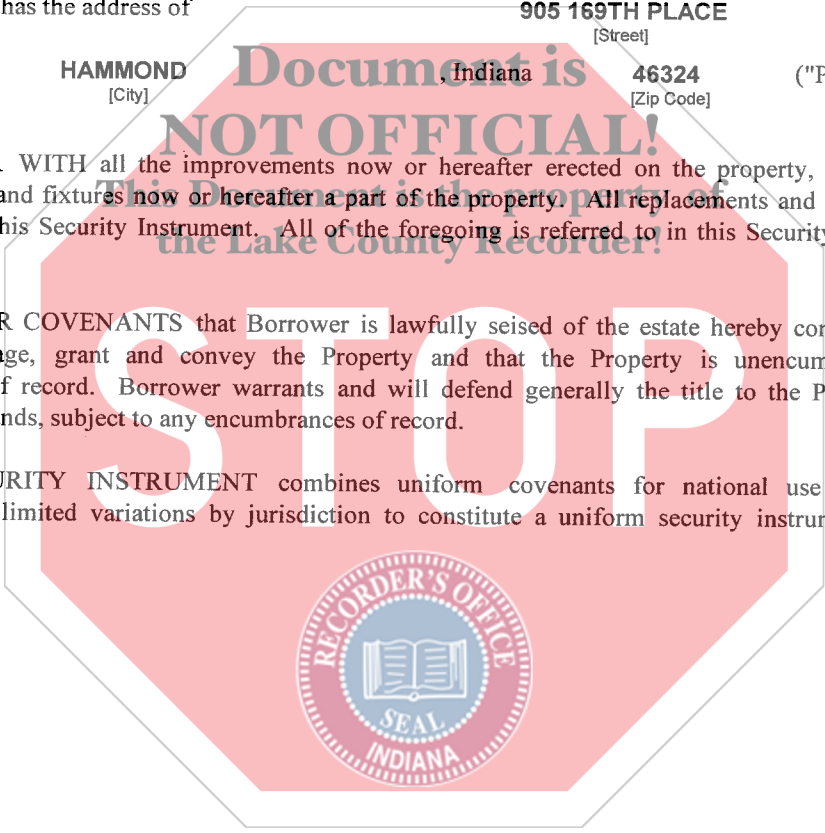 has the address of 905 169TH PLACE
[Street]
HAMMOND , Indiana 46324 ("P
[City] [Zip Code]
Document is
NOT OFFICIAL!
This Document is the property of
the Lake County Recorder!
WITH all the improvements now or hereafter erected on the property,
and fixtures now or hereafter a part of the property. All replacements and
his Security Instrument. All of the foregoing is referred to in this Security
R COVENANTS that Borrower is lawfully seised of the estate hereby con
age, grant and convey the Property and that the Property is unencum
f record. Borrower warrants and will defend generally the title to the P
nds, subject to any encumbrances of record.
URITY INSTRUMENT combines uniform covenants for national use
limited variations by jurisdiction to constitute a uniform security instrum
STOP
RECORDER'S OFFICE
SEAL
INDIANA